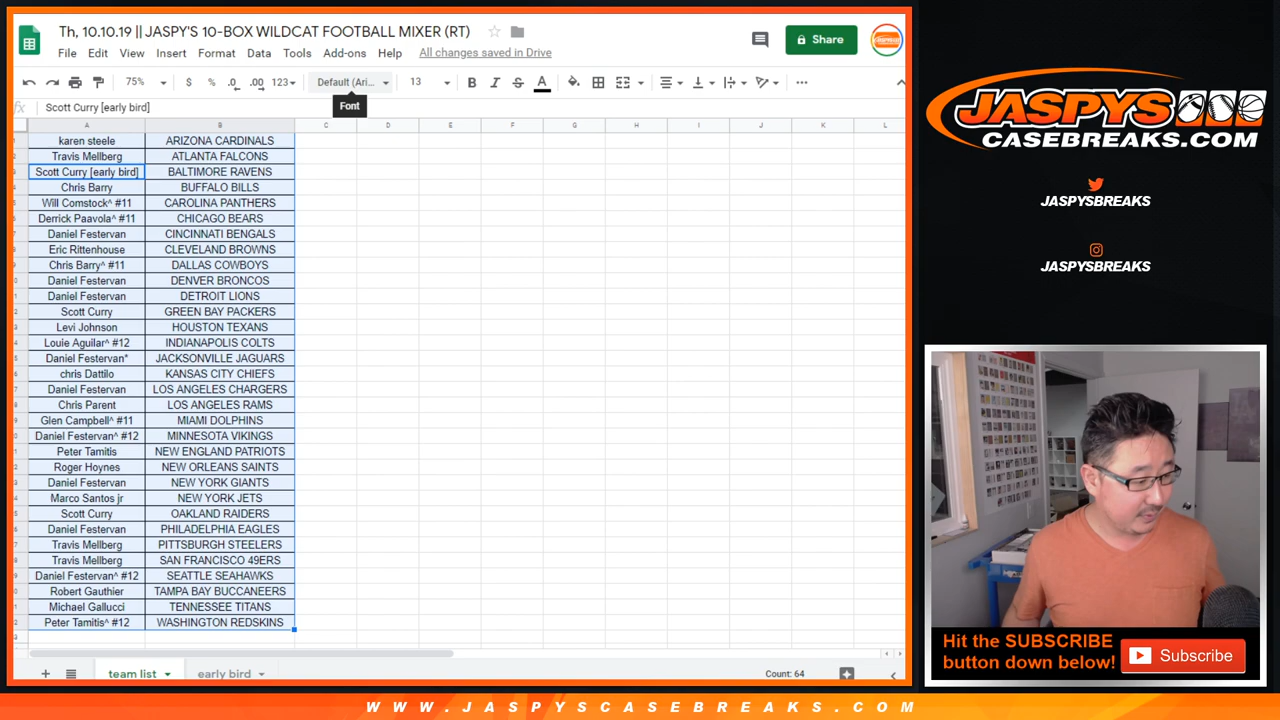 Th, 10.10.19 || JASPY'S 10-BOX WILDCAT FOOTBALL MIXER (RT)
File Edit View Insert Format Data Tools Add-ons Help All changes saved in Drive
Share
75% $ % .0 .00 123 Default (Ari... 13 B I S A
Font
fx Scott Curry [early bird]
A B C D E F G H I J K L
karen steele ARIZONA CARDINALS
Travis Mellberg ATLANTA FALCONS
Scott Curry [early bird] BALTIMORE RAVENS
Chris Barry BUFFALO BILLS
Will Comstock^ #11 CAROLINA PANTHERS
Derrick Paavola^ #11 CHICAGO BEARS
Daniel Festervan CINCINNATI BENGALS
Eric Rittenhouse CLEVELAND BROWNS
Chris Barry^ #11 DALLAS COWBOYS
Daniel Festervan DENVER BRONCOS
Daniel Festervan DETROIT LIONS
Scott Curry GREEN BAY PACKERS
Levi Johnson HOUSTON TEXANS
Louie Aguilar^ #12 INDIANAPOLIS COLTS
Daniel Festervan* JACKSONVILLE JAGUARS
chris Dattilo KANSAS CITY CHIEFS
Daniel Festervan LOS ANGELES CHARGERS
Chris Parent LOS ANGELES RAMS
Glen Campbell^ #11 MIAMI DOLPHINS
Daniel Festervan^ #12 MINNESOTA VIKINGS
Peter Tamitis NEW ENGLAND PATRIOTS
Roger Hoynes NEW ORLEANS SAINTS
Daniel Festervan NEW YORK GIANTS
Marco Santos jr NEW YORK JETS
Scott Curry OAKLAND RAIDERS
Daniel Festervan PHILADELPHIA EAGLES
Travis Mellberg PITTSBURGH STEELERS
Travis Mellberg SAN FRANCISCO 49ERS
Daniel Festervan^ #12 SEATTLE SEAHAWKS
Robert Gauthier TAMPA BAY BUCCANEERS
Michael Gallucci TENNESSEE TITANS
Peter Tamitis^ #12 WASHINGTON REDSKINS
team list early bird Count: 64
JASPYS
CASEBREAKS.COM
JASPYSBREAKS
JASPYSBREAKS
Hit the SUBSCRIBE
button down below!
Subscribe
WWW.JASPYSCASEBREAKS.COM